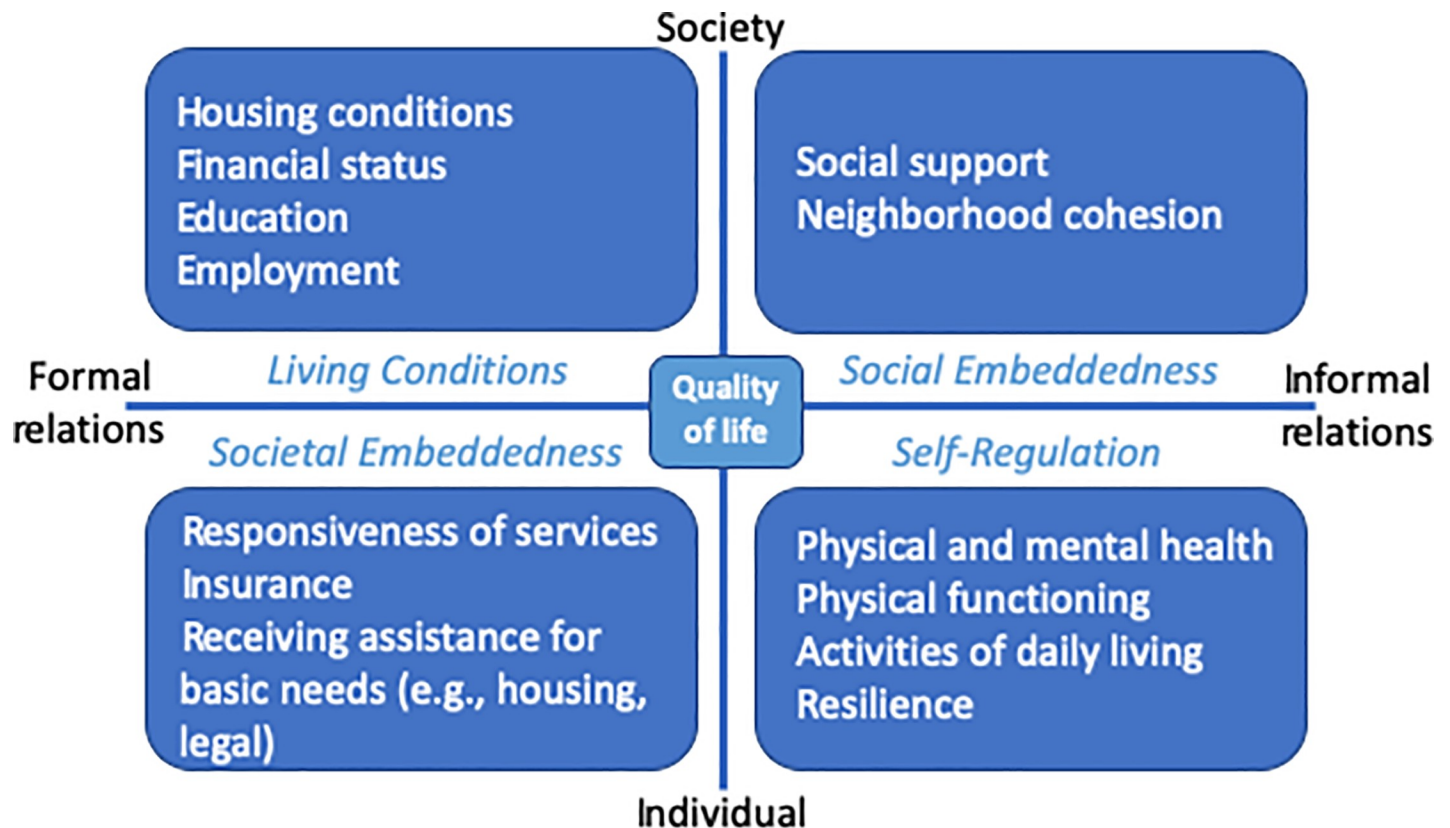 Society
Housing conditions
Financial status
Education
Employment
Social support
Neighborhood cohesion
Formal
relations
Living Conditions
Quality
of life
Social Embeddedness
Informal
relations
Societal Embeddedness
Self-Regulation
Responsiveness of services
Insurance
Receiving assistance for
basic needs (e.g., housing,
legal)
Physical and mental health
Physical functioning
Activities of daily living
Resilience
Individual